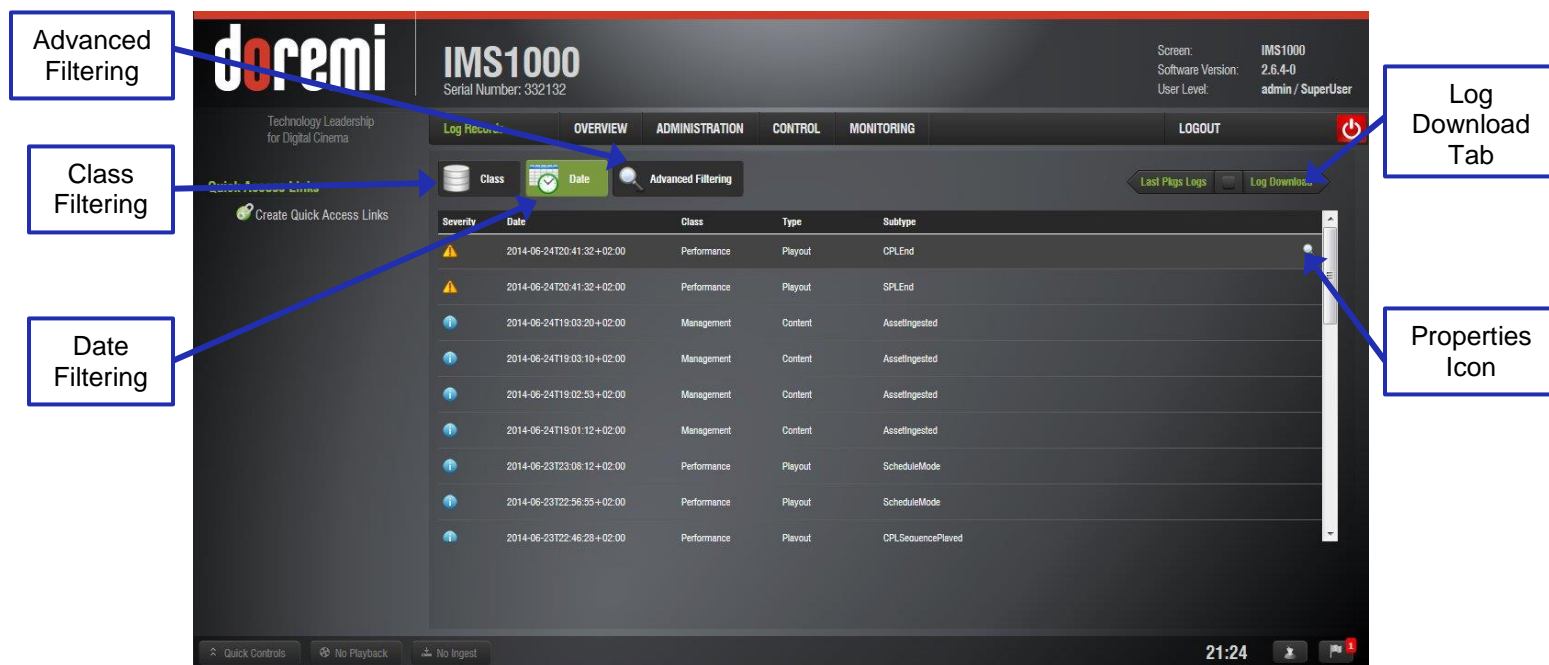 Advanced
Filtering
Class
Filtering
Date
Filtering
Log
Download
Tab
Properties
Icon
doremi
Technology Leadership
for Digital Cinema
IMS1000
Serial Number: 332132
Screen: IMS1000
Software Version: 2.6.4-0
User Level: admin / SuperUser
Log Records OVERVIEW ADMINISTRATION CONTROL MONITORING LOGOUT
Quick Access Links
Create Quick Access Links
Class Date Advanced Filtering Last Pkgs Logs Log Download
Severity Date Class Type Subtype
2014-06-24T20:41:32+02:00 Performance Playout CPLEnd
2014-06-24T20:41:32+02:00 Performance Playout SPLEnd
2014-06-24T19:03:20+02:00 Management Content AssetIngested
2014-06-24T19:03:10+02:00 Management Content AssetIngested
2014-06-24T19:02:53+02:00 Management Content AssetIngested
2014-06-24T19:01:12+02:00 Management Content AssetIngested
2014-06-23T23:08:12+02:00 Performance Playout ScheduleMode
2014-06-23T22:56:55+02:00 Performance Playout ScheduleMode
2014-06-23T22:46:28+02:00 Performance Playout CPLSequencePlayed
Quick Controls No Playback No Ingest 21:24 1